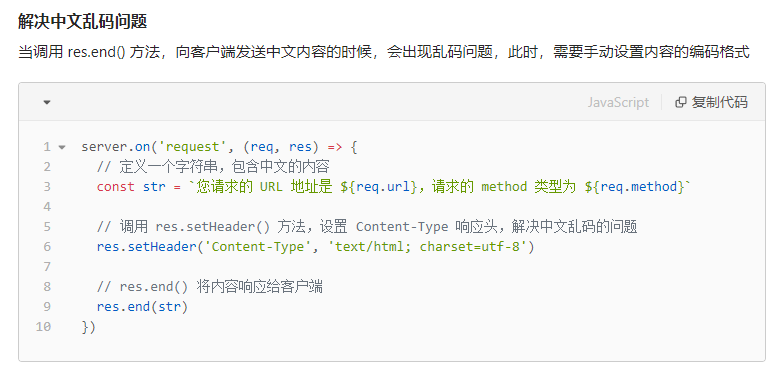 解决中文乱码问题
当调用 res.end() 方法，向客户端发送中文内容的时候，会出现乱码问题，此时，需要手动设置内容的编码格式
JavaScript 复制代码
1 server.on('request', (req, res) => {
2 // 定义一个字符串，包含中文的内容
3 const str = `您请求的 URL 地址是 ${req.url}，请求的 method 类型为 ${req.method}`
4
5 // 调用 res.setHeader() 方法，设置 Content-Type 响应头，解决中文乱码的问题
6 res.setHeader('Content-Type', 'text/html; charset=utf-8')
7
8 // res.end() 将内容响应给客户端
9 res.end(str)
10 })